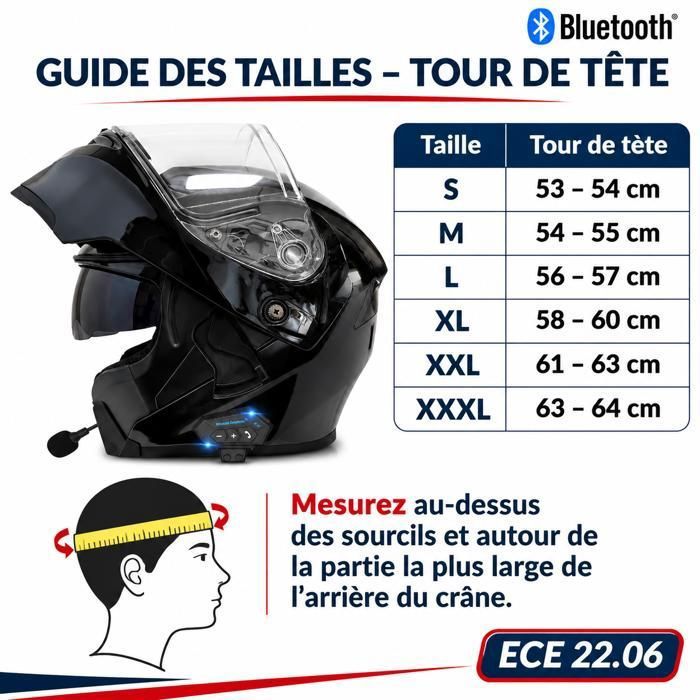 Bluetooth®
GUIDE DES TAILLES – TOUR DE TÊTE
Taille Tour de tète
S 53 – 54 cm
M 54 – 55 cm
L 56 – 57 cm
XL 58 – 60 cm
XXL 61 – 63 cm
XXXL 63 – 64 cm
Mesurez au-dessus
des sourcils et autour de
la partie la plus large de
l’arrière du crâne.
ECE 22.06